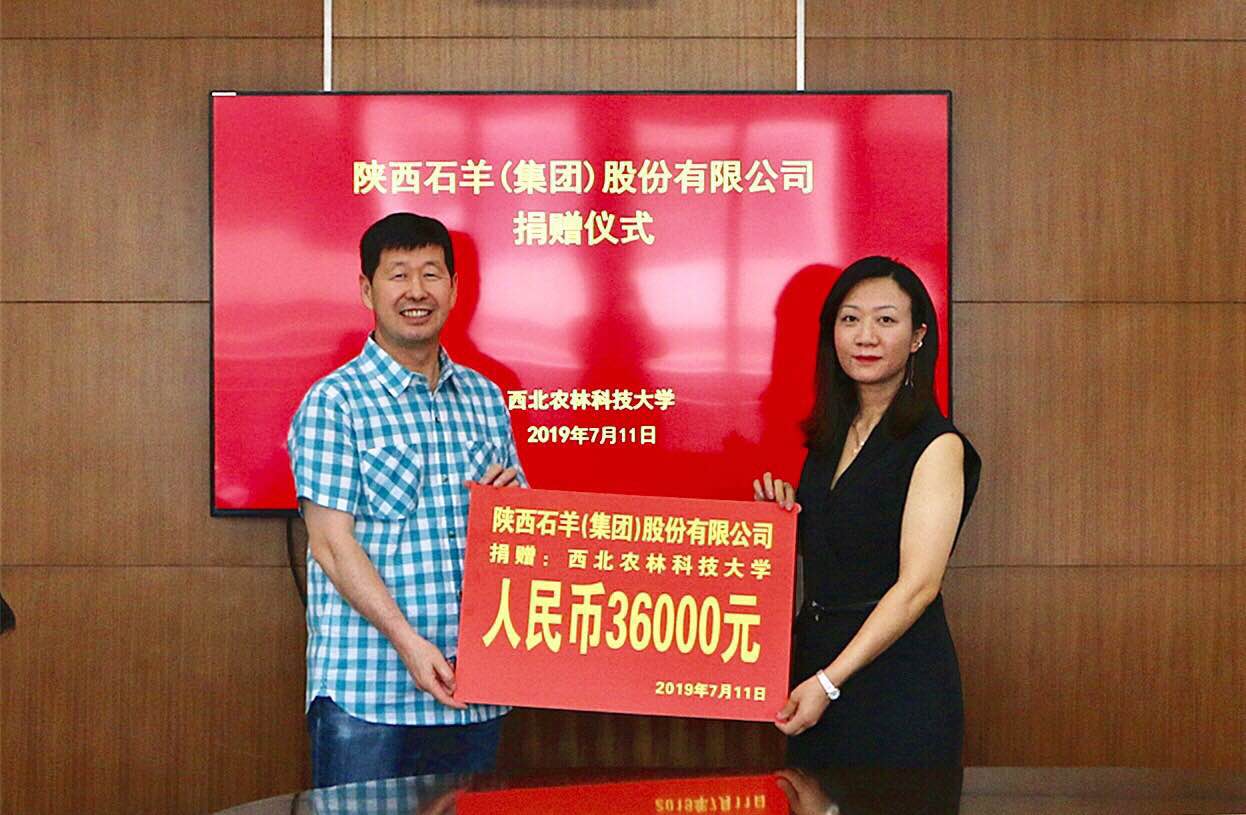 陕西石羊(集团)股份有限公司
捐赠仪式
西北农林科技大学
2019年7月11日
陕西石羊(集团)股份有限公司
捐赠：西北农林科技大学
人民币36000元
2019年7月11日